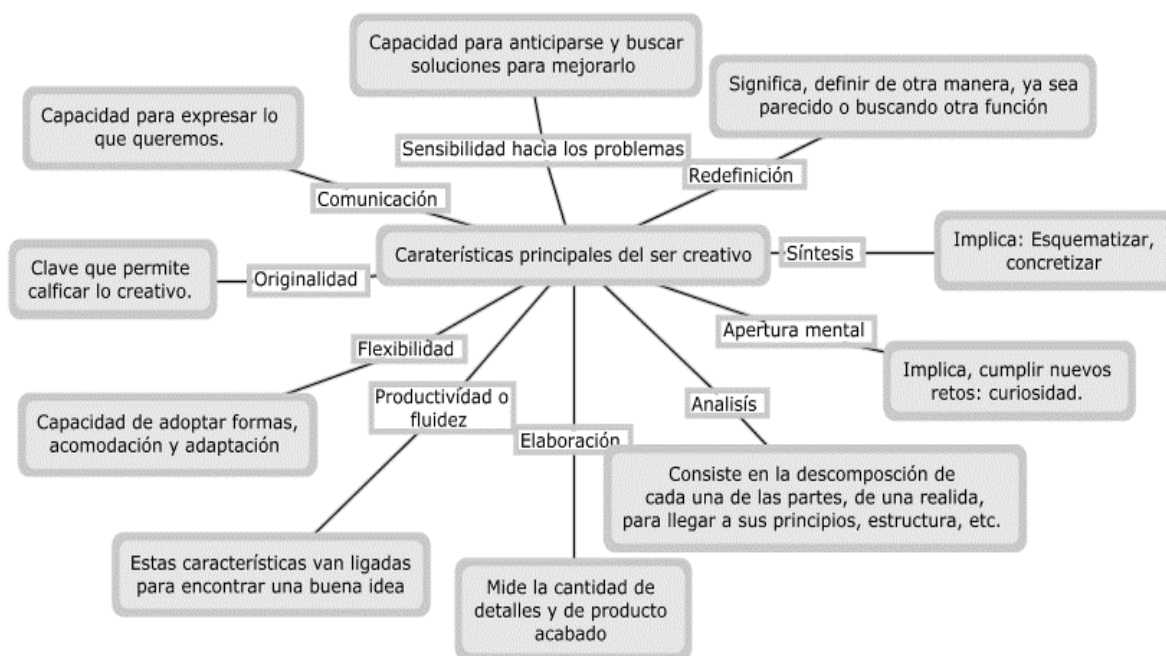 Capacidad para anticiparse y buscar
soluciones para mejorarlo
Significa, definir de otra manera, ya sea
parecido o buscando otra función
Capacidad para expresar lo
que queremos.
Sensibilidad hacia los problemas
Redefinición
Comunicación
Caraterísticas principales del ser creativo
Síntesis
Implica: Esquematizar,
concretizar
Clave que permite
calficar lo creativo.
Originalidad
Apertura mental
Flexibilidad
Implica, cumplir nuevos
retos: curiosidad.
Productivídad o
fluidez
Analisís
Capacidad de adoptar formas,
acomodación y adaptación
Elaboración
Consiste en la descomposción de
cada una de las partes, de una realida,
para llegar a sus principios, estructura, etc.
Estas características van ligadas
para encontrar una buena idea
Mide la cantidad de
detalles y de producto
acabado